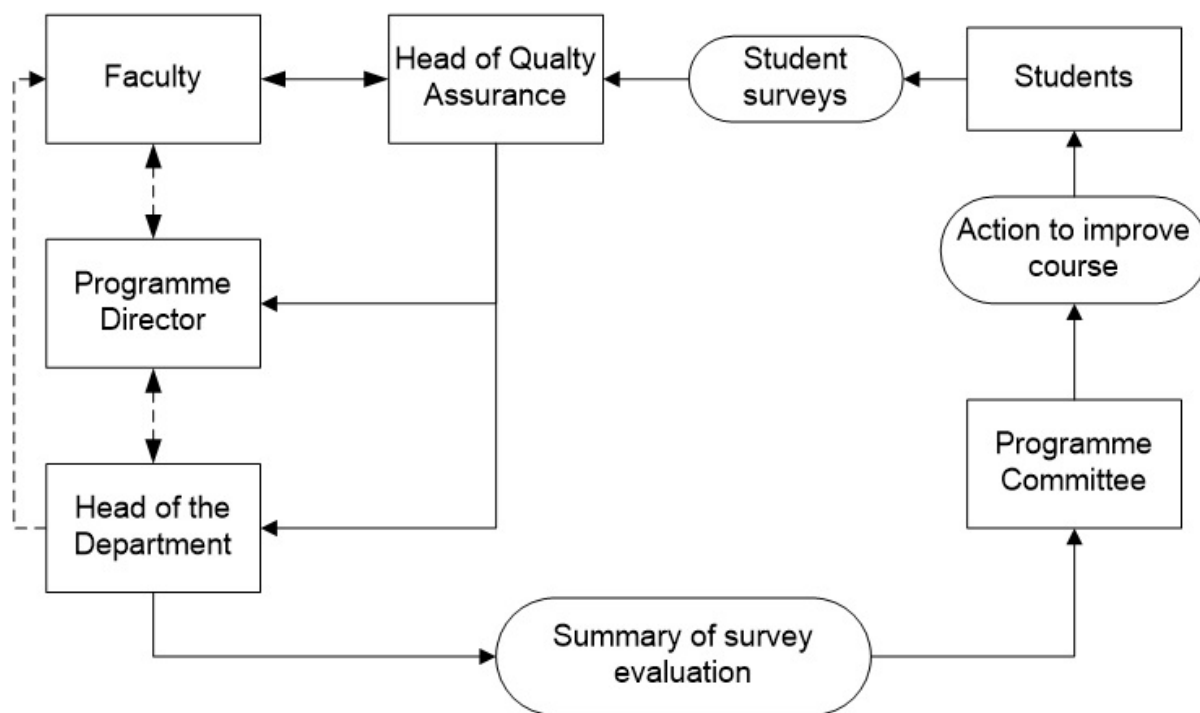 Faculty
Head of Qualty
Assurance
Student
surveys
Students
Action to improve
course
Programme
Director
Programme
Committee
Head of the
Department
Summary of survey
evaluation